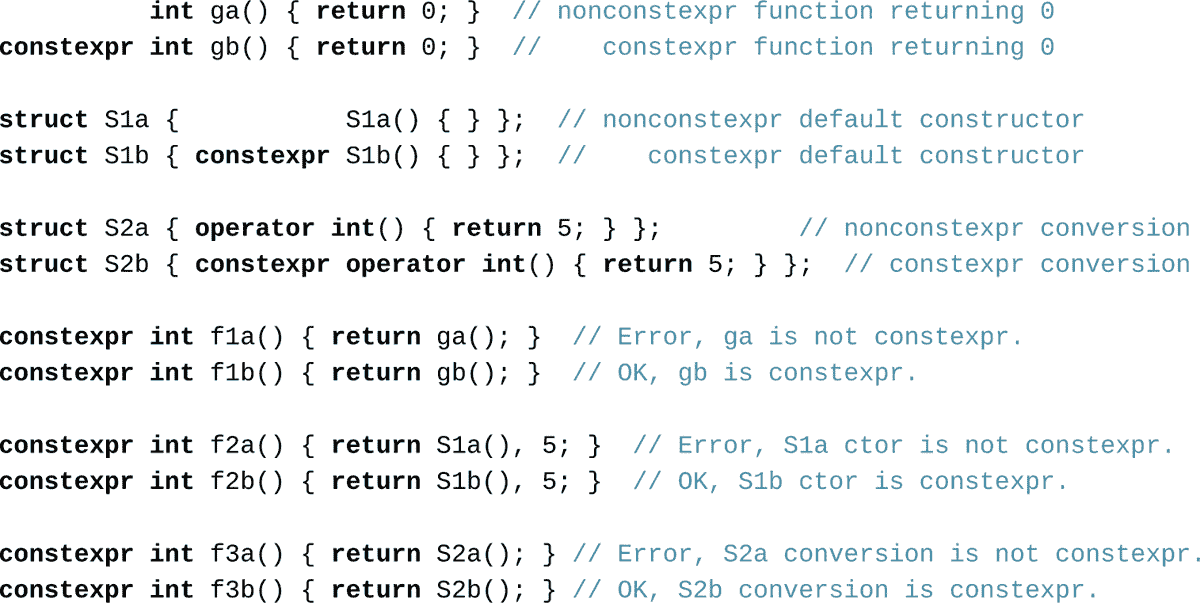 int ga() { return 0; }  // nonconstexpr function returning 0
constexpr int gb() { return 0; }  //    constexpr function returning 0
struct S1a {           S1a() { } };  // nonconstexpr default constructor
struct S1b { constexpr S1b() { } };  //    constexpr default constructor
struct S2a { operator int() { return 5; } };         // nonconstexpr conversion
struct S2b { constexpr operator int() { return 5; } };  // constexpr conversion
constexpr int f1a() { return ga(); }  // Error, ga is not constexpr.
constexpr int f1b() { return gb(); }  // OK, gb is constexpr.
constexpr int f2a() { return S1a(), 5; }  // Error, S1a ctor is not constexpr.
constexpr int f2b() { return S1b(), 5; }  // OK, S1b ctor is constexpr.
constexpr int f3a() { return S2a(); } // Error, S2a conversion is not constexpr.
constexpr int f3b() { return S2b(); } // OK, S2b conversion is constexpr.